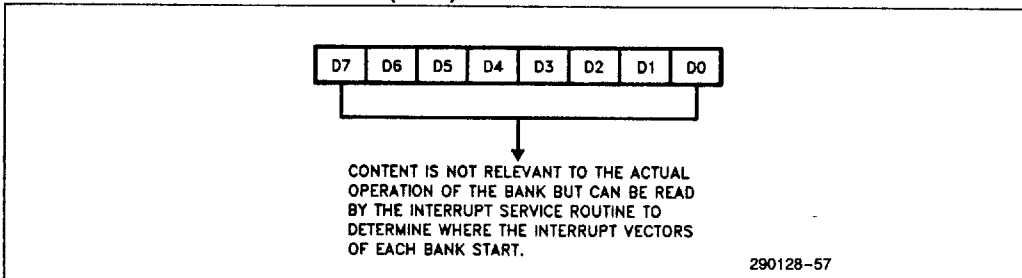 D7 D6 D5 D4 D3 D2 D1 D0
CONTENT IS NOT RELEVANT TO THE ACTUAL
OPERATION OF THE BANK BUT CAN BE READ
BY THE INTERRUPT SERVICE ROUTINE TO
DETERMINE WHERE THE INTERRUPT VECTORS
OF EACH BANK START.
290128-57